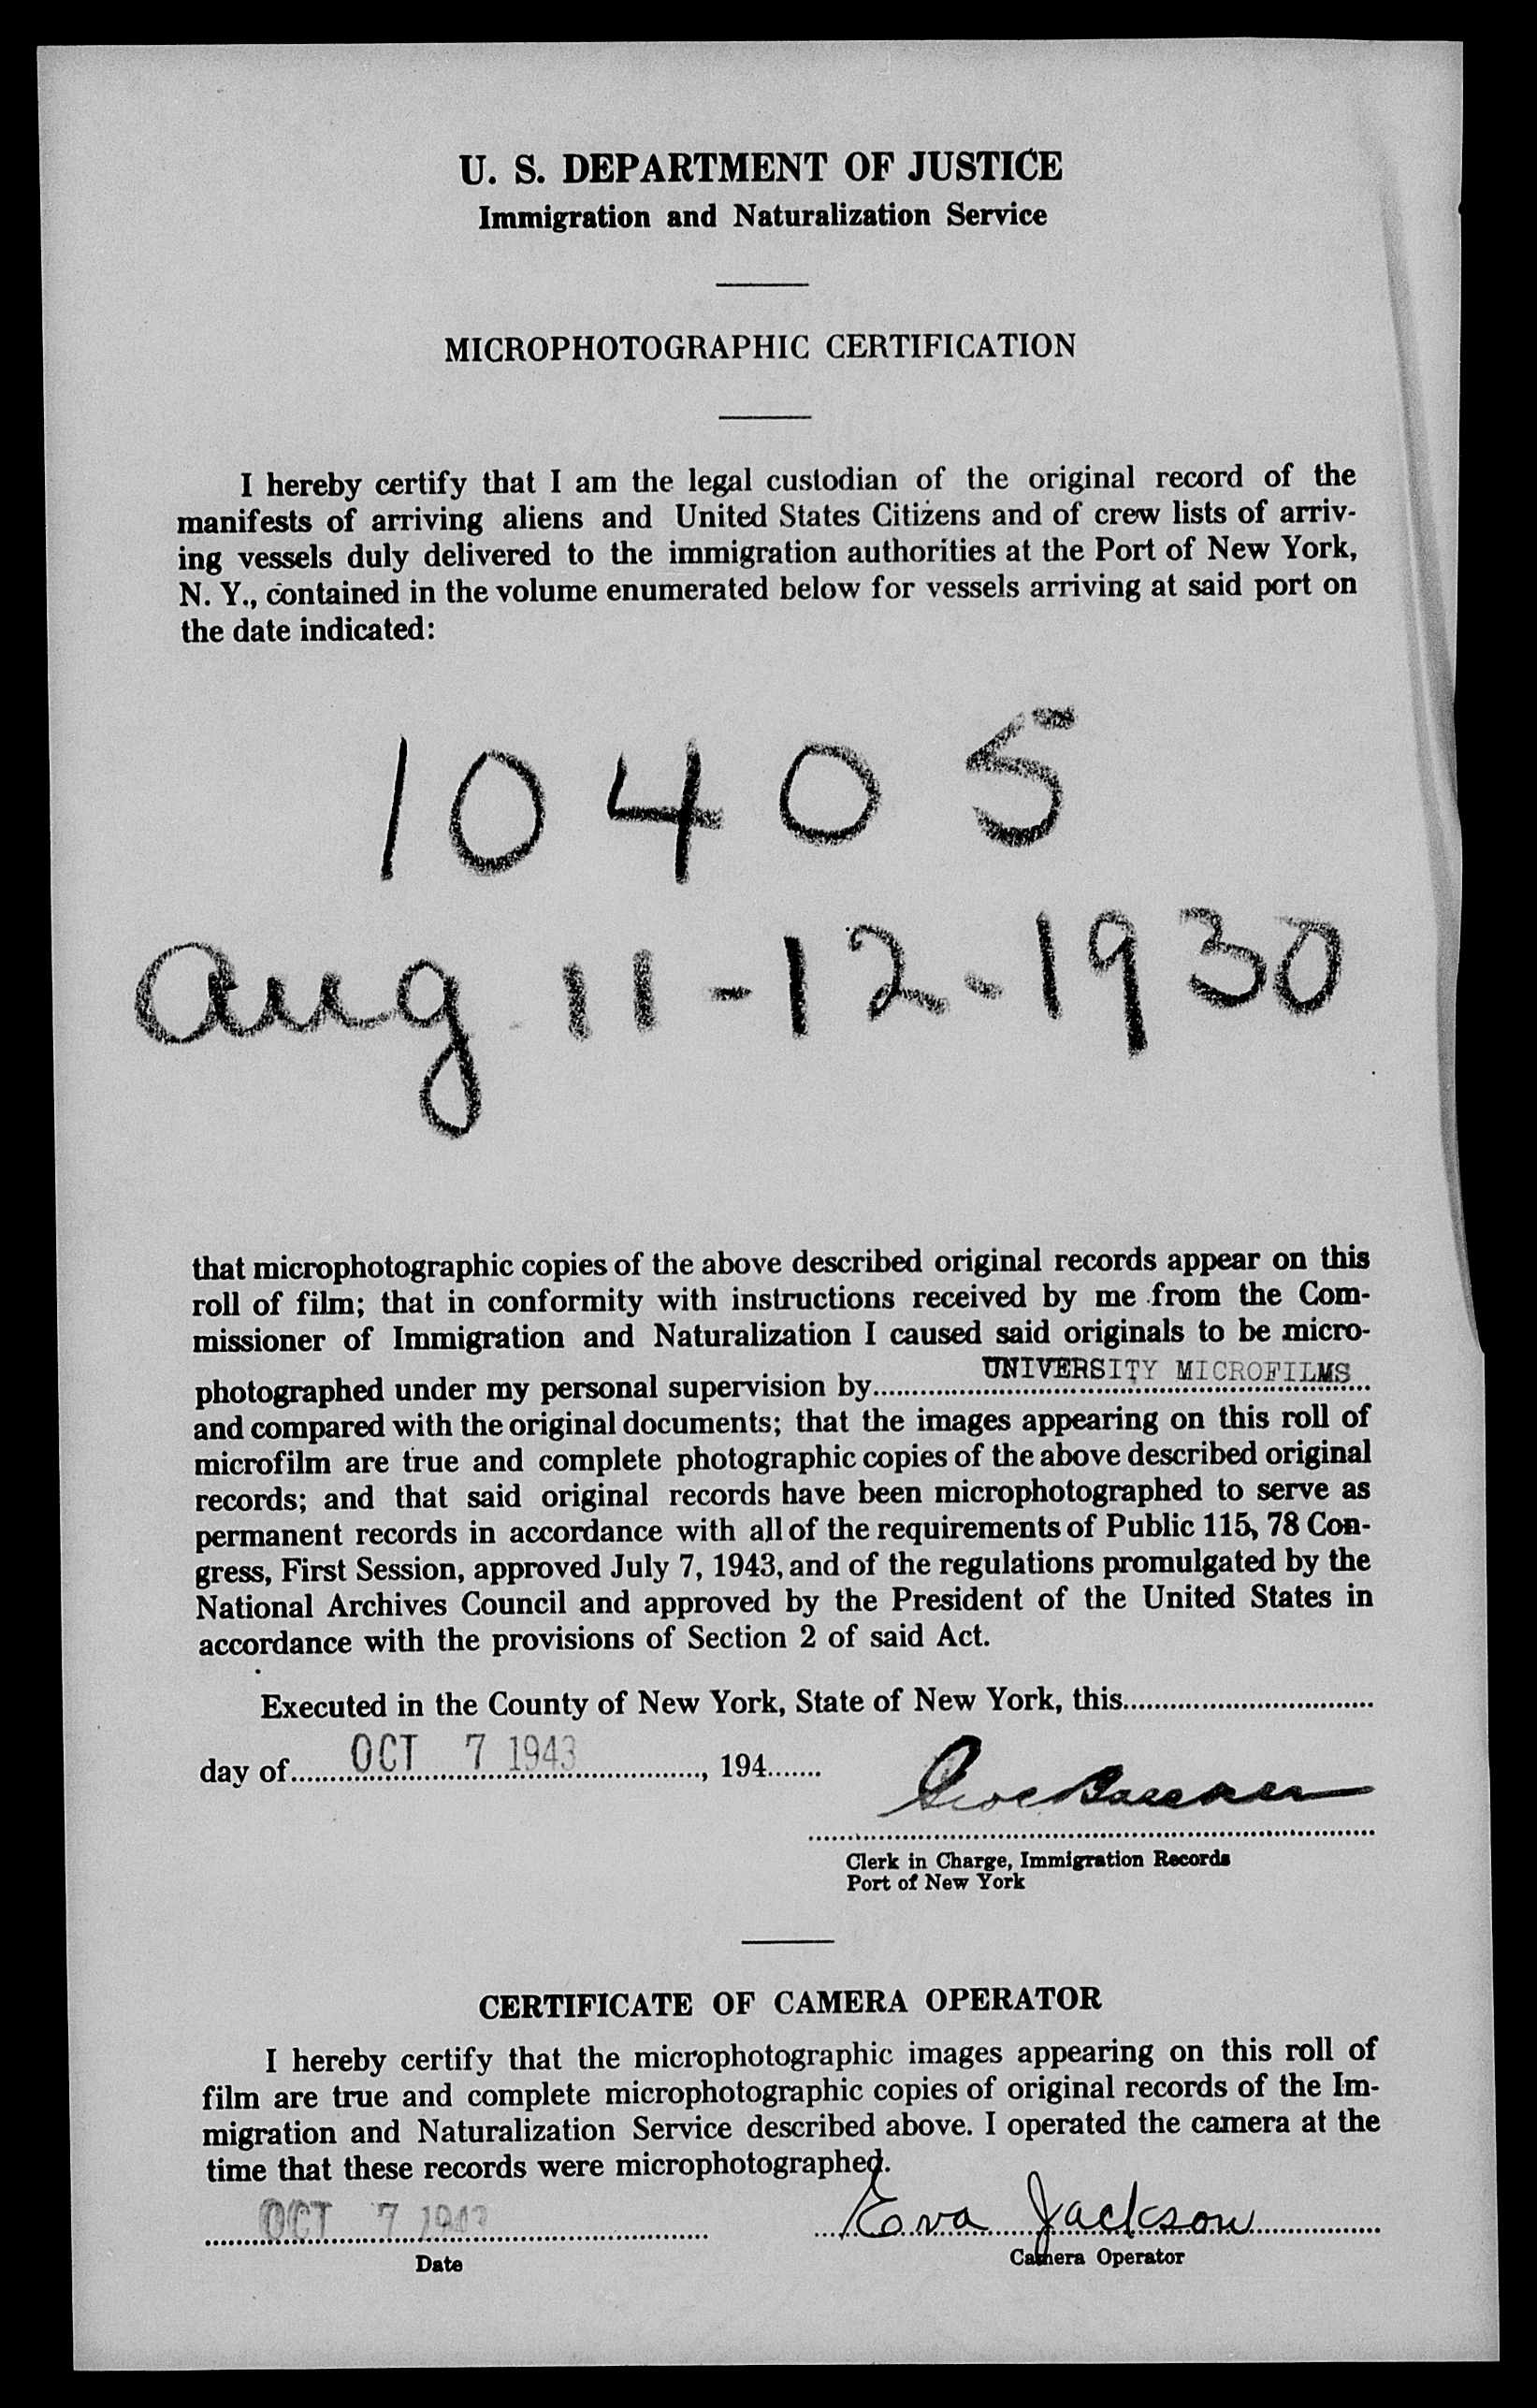 U. S. DEPARTMENT OF JUSTICE
Immigration and Naturalization Service
MICROPHOTOGRAPHIC CERTIFICATION
I hereby certify that I am the legal custodian of the original record of the
manifests of arriving aliens and United States Citizens and of crew lists of arriv-
ing vessels duly delivered to the immigration authorities at the Port of New York,
N. Y., contained in the volume enumerated below for vessels arriving at said port on
the date indicated:
10405
Aug 11-12-1930
that microphotographic copies of the above described original records appear on this
roll of film; that in conformity with instructions received by me from the Com-
missioner of Immigration and Naturalization I caused said originals to be micro-
photographed under my personal supervision by UNIVERSITY MICROFILMS
and compared with the original documents; that the images appearing on this roll of
microfilm are true and complete photographic copies of the above described original
records; and that said original records have been microphotographed to serve as
permanent records in accordance with all of the requirements of Public 115, 78 Con-
gress, First Session, approved July 7, 1943, and of the regulations promulgated by the
National Archives Council and approved by the President of the United States in
accordance with the provisions of Section 2 of said Act.
Executed in the County of New York, State of New York, this
day of OCT 7 1943, 194
Clerk in Charge, Immigration Records
Port of New York
CERTIFICATE OF CAMERA OPERATOR
I hereby certify that the microphotographic images appearing on this roll of
film are true and complete microphotographic copies of original records of the Im-
migration and Naturalization Service described above. I operated the camera at the
time that these records were microphotographed.
OCT 7 1943 Eva Jackson
Date Camera Operator